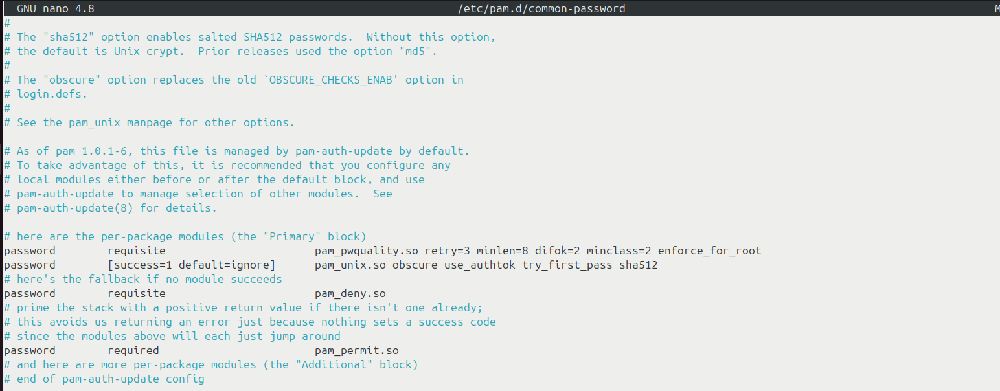 GNU nano 4.8 /etc/pam.d/common-password M
#
# The "sha512" option enables salted SHA512 passwords.  Without this option,
# the default is Unix crypt.  Prior releases used the option "md5".
#
# The "obscure" option replaces the old `OBSCURE_CHECKS_ENAB' option in
# login.defs.
#
# See the pam_unix manpage for other options.

# As of pam 1.0.1-6, this file is managed by pam-auth-update by default.
# To take advantage of this, it is recommended that you configure any
# local modules either before or after the default block, and use
# pam-auth-update to manage selection of other modules.  See
# pam-auth-update(8) for details.

# here are the per-package modules (the "Primary" block)
password        requisite                       pam_pwquality.so retry=3 minlen=8 difok=2 minclass=2 enforce_for_root
password        [success=1 default=ignore]      pam_unix.so obscure use_authtok try_first_pass sha512
# here's the fallback if no module succeeds
password        requisite                       pam_deny.so
# prime the stack with a positive return value if there isn't one already;
# this avoids us returning an error just because nothing sets a success code
# since the modules above will each just jump around
password        required                        pam_permit.so
# and here are more per-package modules (the "Additional" block)
# end of pam-auth-update config